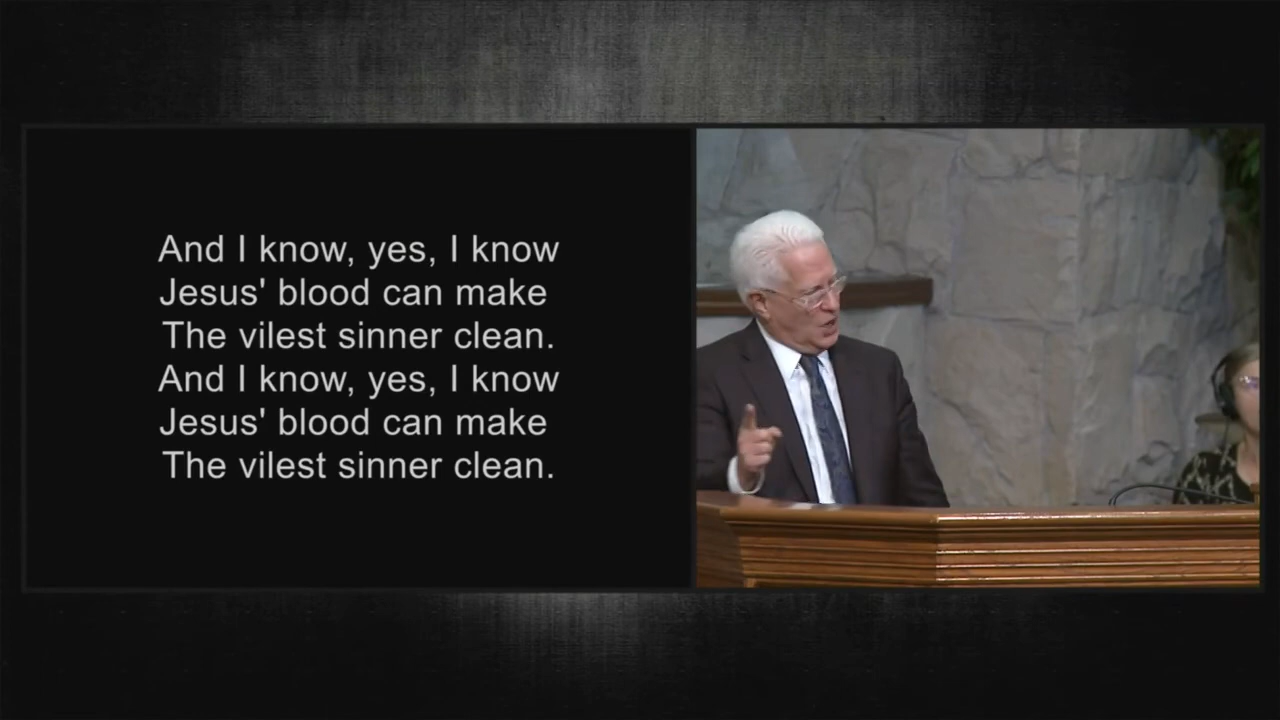 And I know, yes, I know
Jesus' blood can make
The vilest sinner clean.
And I know, yes, I know
Jesus' blood can make
The vilest sinner clean.